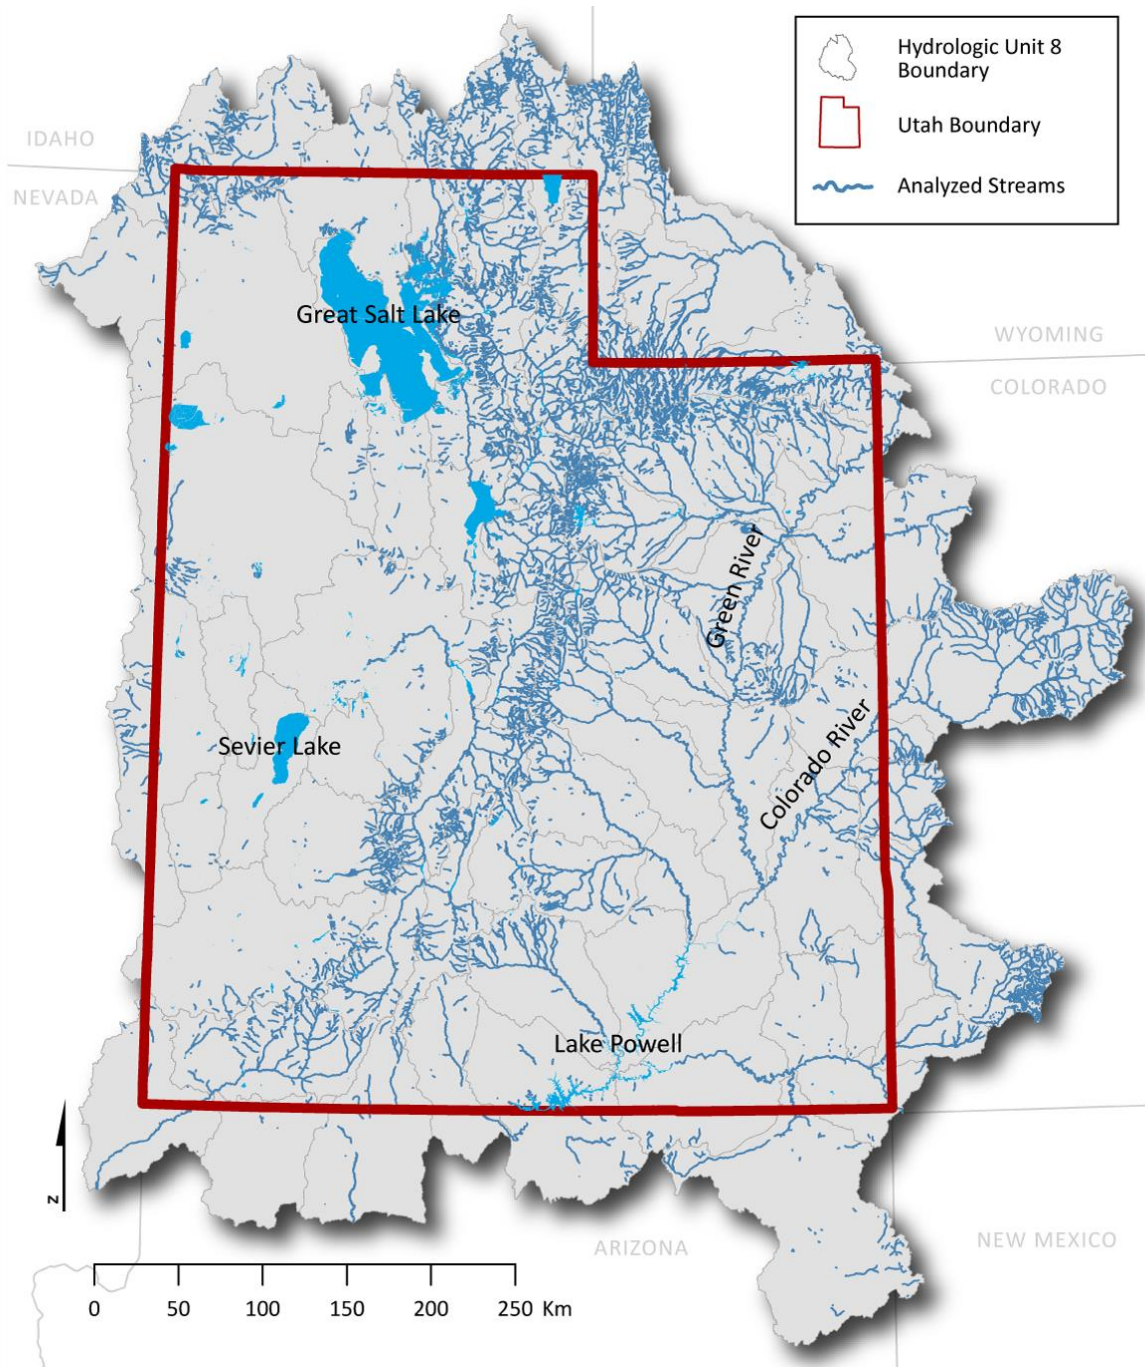 Hydrologic Unit 8
Boundary
Utah Boundary
Analyzed Streams
IDAHO
NEVADA
Great Salt Lake
WYOMING
COLORADO
Green River
Colorado River
Sevier Lake
Lake Powell
N
ARIZONA
NEW MEXICO
0 50 100 150 200 250 Km